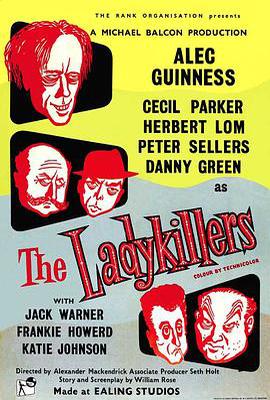 THE RANK ORGANISATION presents
A MICHAEL BALCON PRODUCTION
ALEC
GUINNESS
CECIL PARKER
HERBERT LOM
PETER SELLERS
DANNY GREEN
as
The Ladykillers
COLOUR BY TECHNICOLOR
WITH
JACK WARNER
FRANKIE HOWERD
KATIE JOHNSON
Directed by Alexander Mackendrick Associate Producer Seth Holt
Story and Screenplay by William Rose
Made at EALING STUDIOS